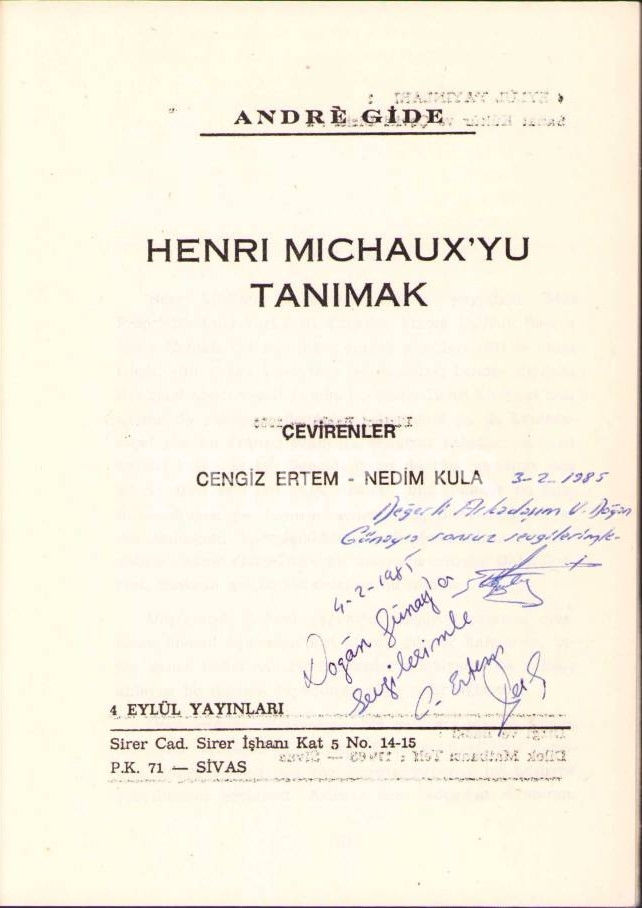 ANDRÈ GİDE
HENRI MICHAUX'YU
TANIMAK
ÇEVİRENLER
CENGİZ ERTEM - NEDİM KULA
3-2-1985
Değerli Arkadaşım V. Doğan
Günaya sonsuz sevgilerimle-
4-2-1985
Doğan Günay'a
Sevgilerimle
C. Ertem
4 EYLÜL YAYINLARI
Sirer Cad. Sirer İşhanı Kat 5 No. 14-15
P.K. 71 — SİVAS